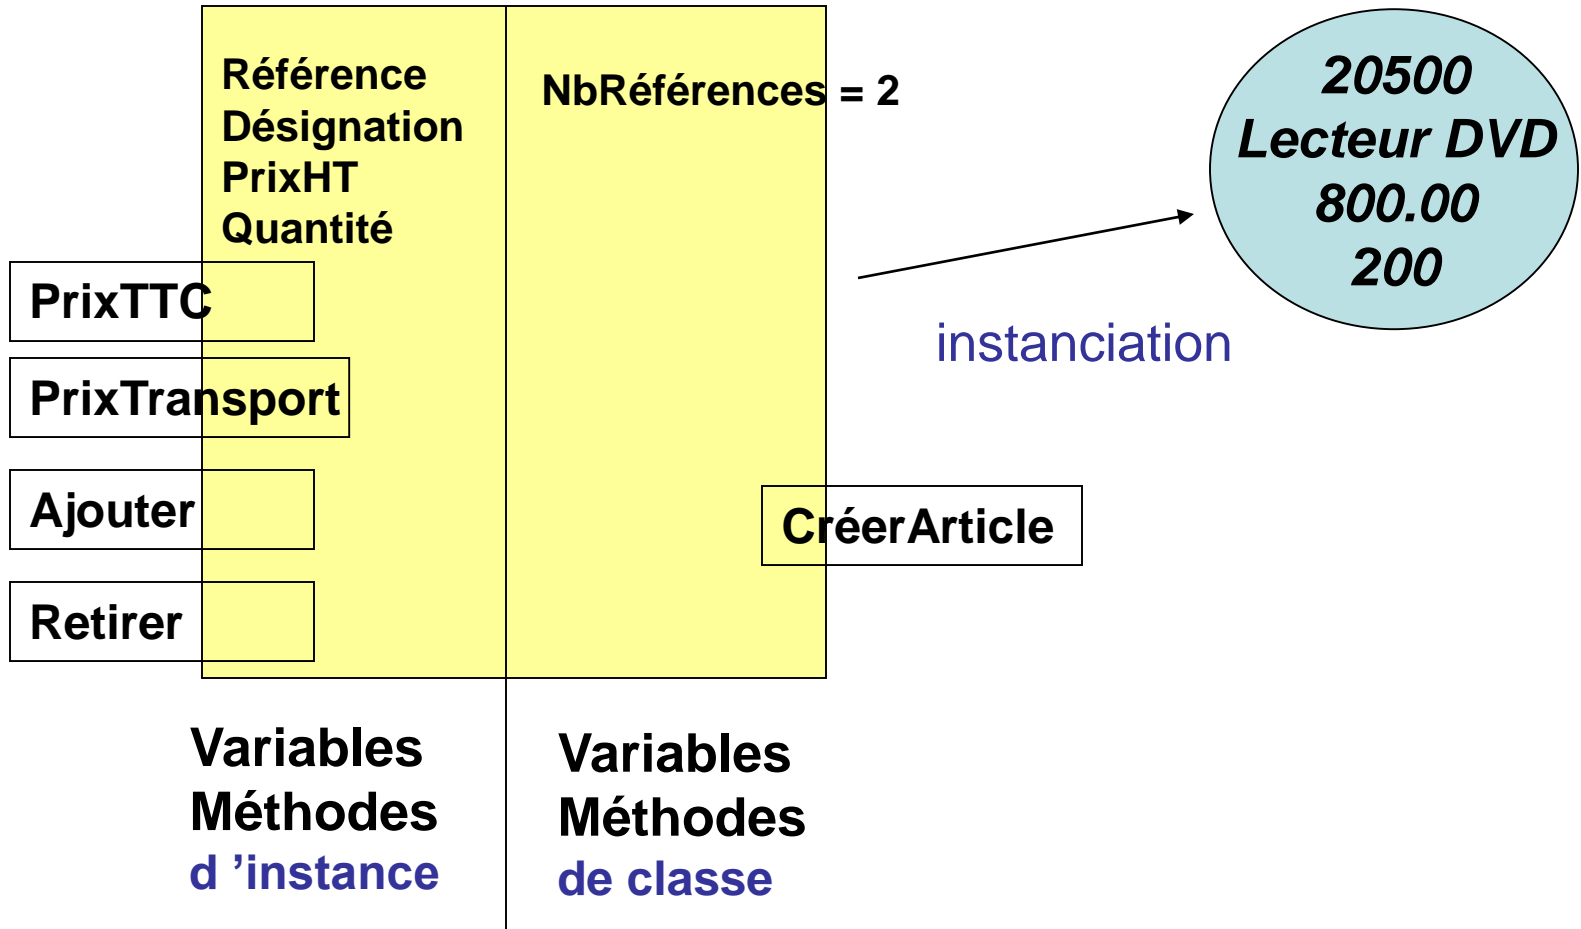 Référence
Désignation
PrixHT
Quantité
NbRéférences = 2
20500
Lecteur DVD
800.00
200
instanciation
PrixTTC
PrixTransport
Ajouter
Retirer
CréerArticle
Variables
Méthodes
d ’instance
Variables
Méthodes
de classe